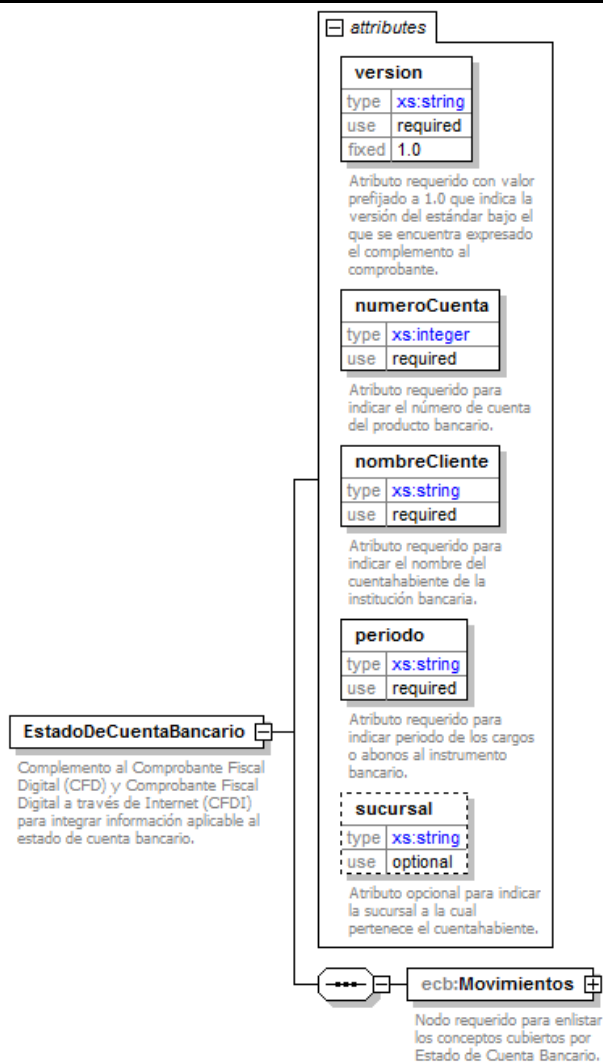 attributes
version
type xs:string
use required
fixed 1.0
Atributo requerido con valor
prefijado a 1.0 que indica la
versión del estándar bajo el
que se encuentra expresado
el complemento al
comprobante.
numeroCuenta
type xs:integer
use required
Atributo requerido para
indicar el número de cuenta
del producto bancario.
nombreCliente
type xs:string
use required
Atributo requerido para
indicar el nombre del
cuentahabiente de la
institución bancaria.
periodo
type xs:string
use required
Atributo requerido para
indicar periodo de los cargos
o abonos al instrumento
bancario.
sucursal
type xs:string
use optional
Atributo opcional para indicar
la sucursal a la cual
pertenece el cuentahabiente.
EstadoDeCuentaBancario
Complemento al Comprobante Fiscal
Digital (CFD) y Comprobante Fiscal
Digital a través de Internet (CFDI)
para integrar información aplicable al
estado de cuenta bancario.
ecb:Movimientos
Nodo requerido para enlistar
los conceptos cubiertos por
Estado de Cuenta Bancario.